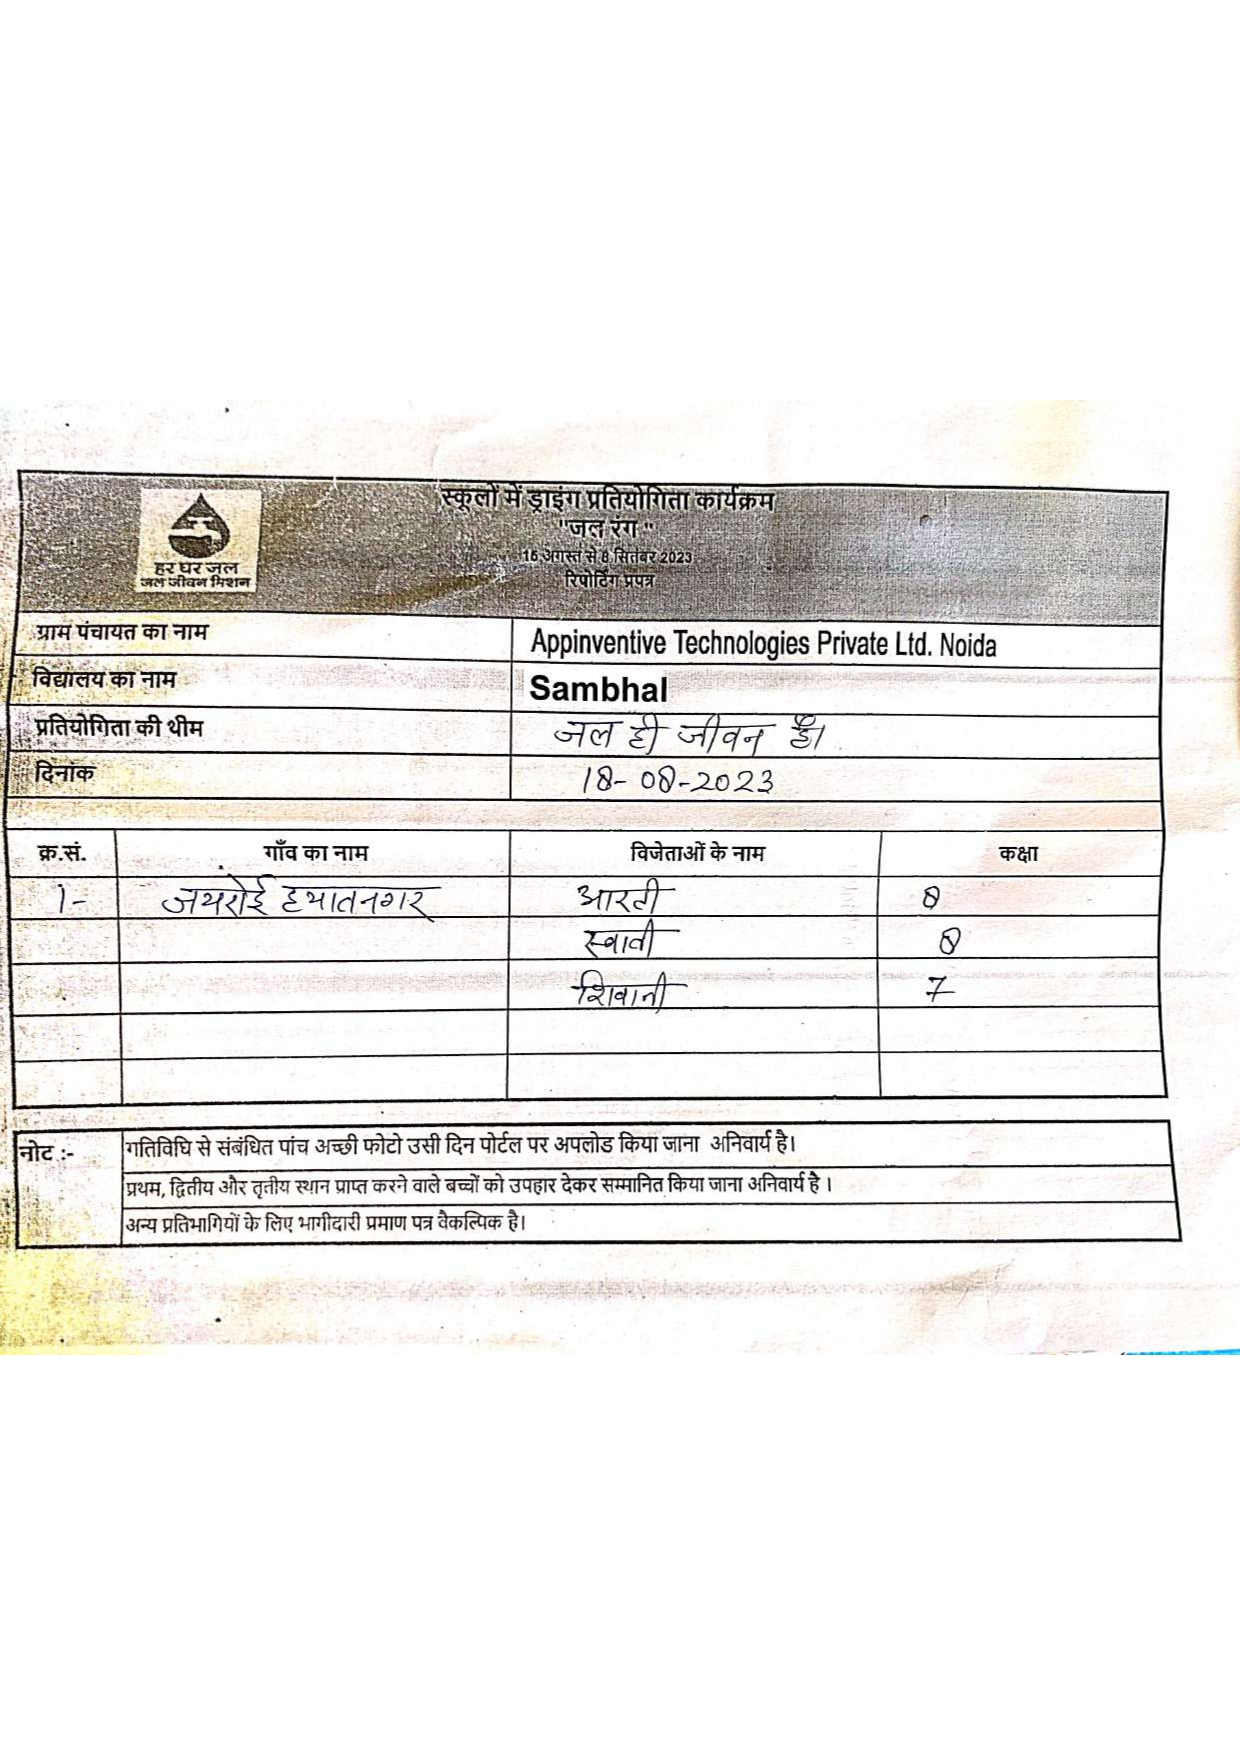 स्कूलों में ड्राइंग प्रतियोगिता कार्यक्रम
"जल रंग "
16 अगस्त से 8 सितंबर 2023
रिपोर्टिंग प्रपत्र
हर घर जल
जल जीवन मिशन
ग्राम पंचायत का नाम Appinventive Technologies Private Ltd. Noida
विद्यालय का नाम Sambhal
प्रतियोगिता की थीम जल ही जीवन है।
दिनांक 18-08-2023
क्र.सं. गाँव का नाम विजेताओं के नाम कक्षा
1- हयातनगर आरती 8
स्वाती 8
शिवानी 7
नोट :- गतिविधि से संबंधित पांच अच्छी फोटो उसी दिन पोर्टल पर अपलोड किया जाना अनिवार्य है।
प्रथम, द्वितीय और तृतीय स्थान प्राप्त करने वाले बच्चों को उपहार देकर सम्मानित किया जाना अनिवार्य है ।
अन्य प्रतिभागियों के लिए भागीदारी प्रमाण पत्र वैकल्पिक है।